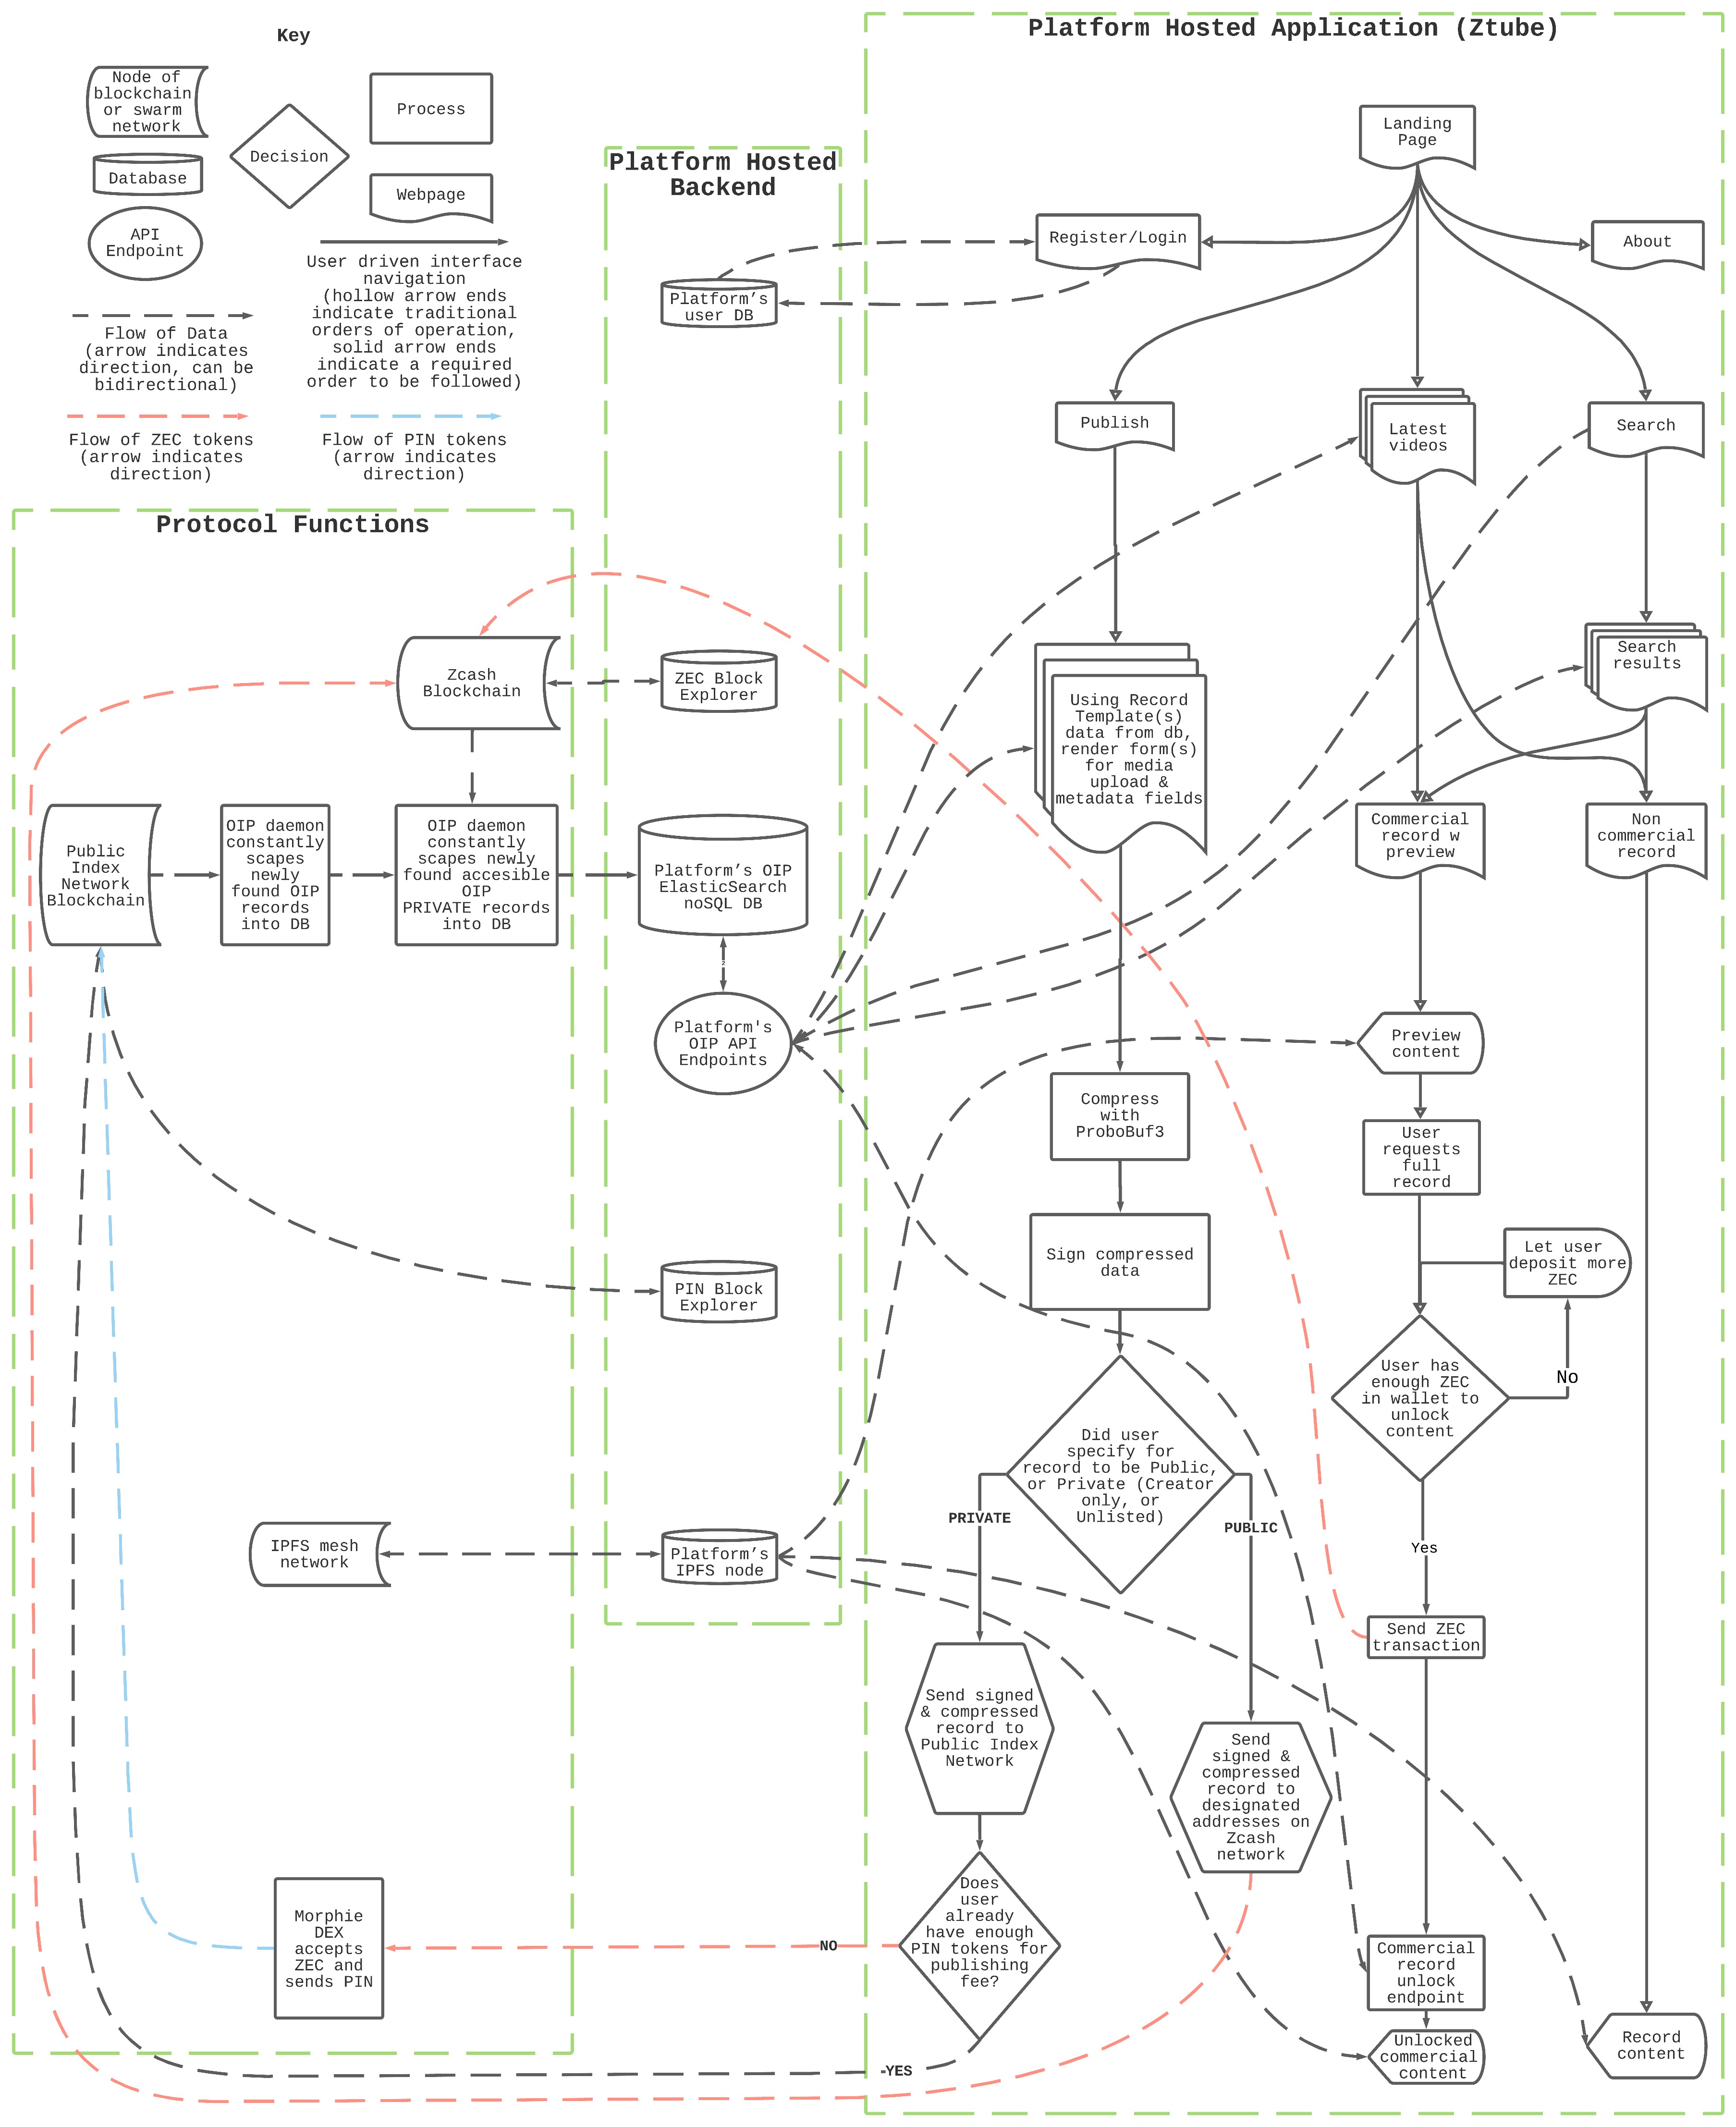 Key
Node of
blockchain
or swarm
network
Process
Decision
Database
Webpage
API
Endpoint
User driven interface
navigation
(hollow arrow ends
indicate traditional
orders of operation,
solid arrow ends
indicate a required
order to be followed)
Flow of Data
(arrow indicates
direction, can be
bidirectional)
Flow of ZEC tokens
(arrow indicates
direction)
Flow of PIN tokens
(arrow indicates
direction)
Protocol Functions
Zcash
Blockchain
Public
Index
Network
Blockchain
OIP daemon
constantly
scapes
newly
found OIP
records
into DB
OIP daemon
constantly
scapes newly
found accesible
OIP
PRIVATE records
into DB
IPFS mesh
network
Morphie
DEX
accepts
ZEC and
sends PIN
Platform Hosted
Backend
Platform’s
user DB
ZEC Block
Explorer
Platform’s OIP
ElasticSearch
noSQL DB
2
Platform's
OIP API
Endpoints
PIN Block
Explorer
Platform’s
IPFS node
Platform Hosted Application (Ztube)
Landing
Page
Register/Login
About
Publish
Latest
videos
Search
Using Record
Template(s)
data from db,
render form(s)
for media
upload &
metadata fields
Search
results
Commercial
record w
preview
Non
commercial
record
Preview
content
Compress
with
ProboBuf3
User
requests
full
record
Sign compressed
data
Let user
deposit more
ZEC
User has
enough ZEC
in wallet to
unlock
content
No
Did user
specify for
record to be Public,
or Private (Creator
only, or
Unlisted)
PRIVATE
PUBLIC
Yes
Send ZEC
transaction
Send signed
& compressed
record to
Public Index
Network
Send
signed &
compressed
record to
designated
addresses on
Zcash
network
Does
user
already
have enough
PIN tokens for
publishing
fee?
NO
YES
Commercial
record
unlock
endpoint
Unlocked
commercial
content
Record
content